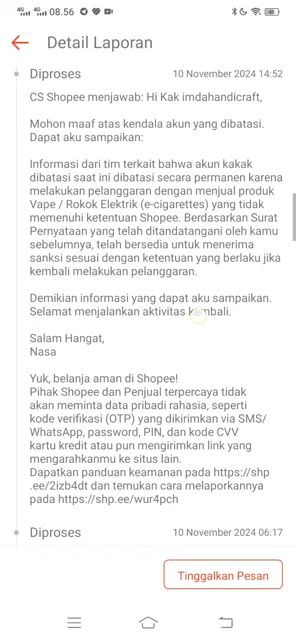 4G 4G 08.56
Detail Laporan
Diproses 10 November 2024 14:52
CS Shopee menjawab: Hi Kak imdahandicraft,
Mohon maaf atas kendala akun yang dibatasi.
Dapat aku sampaikan:
Informasi dari tim terkait bahwa akun kakak
dibatasi saat ini dibatasi secara permanen karena
melakukan pelanggaran dengan menjual produk
Vape / Rokok Elektrik (e-cigarettes) yang tidak
memenuhi ketentuan Shopee. Berdasarkan Surat
Pernyataan yang telah ditandatangani oleh kamu
sebelumnya, telah bersedia untuk menerima
sanksi sesuai dengan ketentuan yang berlaku jika
kembali melakukan pelanggaran.
Demikian informasi yang dapat aku sampaikan.
Selamat menjalankan aktivitas kembali.
Salam Hangat,
Nasa
Yuk, belanja aman di Shopee!
Pihak Shopee dan Penjual terpercaya tidak
akan meminta data pribadi rahasia, seperti
kode verifikasi (OTP) yang dikirimkan via SMS/
WhatsApp, password, PIN, dan kode CVV
kartu kredit atau pun mengirimkan link yang
mengarahkanmu ke situs lain.
Dapatkan panduan keamanan pada https://shp
.ee/2izb4dt dan temukan cara melaporkannya
pada https://shp.ee/wur4pch
Diproses 10 November 2024 06:17
Tinggalkan Pesan